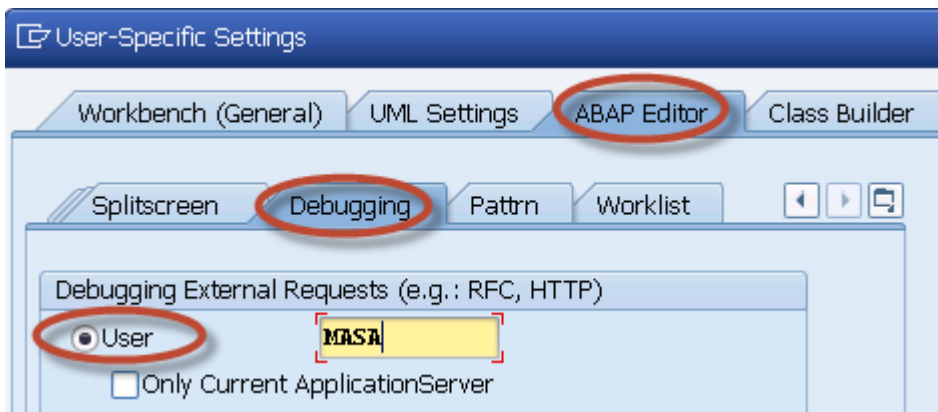 User-Specific Settings
Workbench (General) UML Settings ABAP Editor Class Builder
Splitscreen Debugging Pattrn Worklist
Debugging External Requests (e.g.: RFC, HTTP)
User MASA
Only Current ApplicationServer